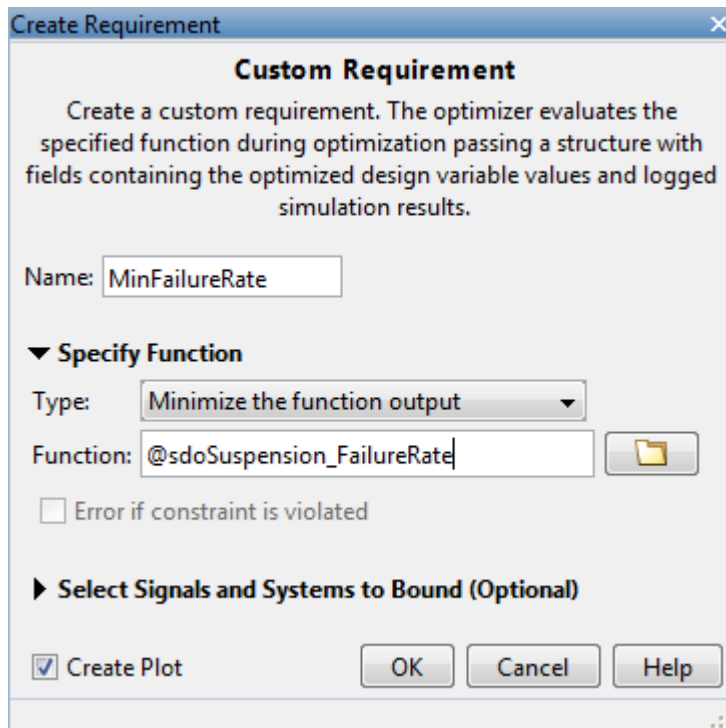 Create Requirement
Custom Requirement
Create a custom requirement. The optimizer evaluates the
specified function during optimization passing a structure with
fields containing the optimized design variable values and logged
simulation results.
Name: MinFailureRate
Specify Function
Type: Minimize the function output
Function: @sdoSuspension_FailureRate
Error if constraint is violated
Select Signals and Systems to Bound (Optional)
Create Plot OK Cancel Help